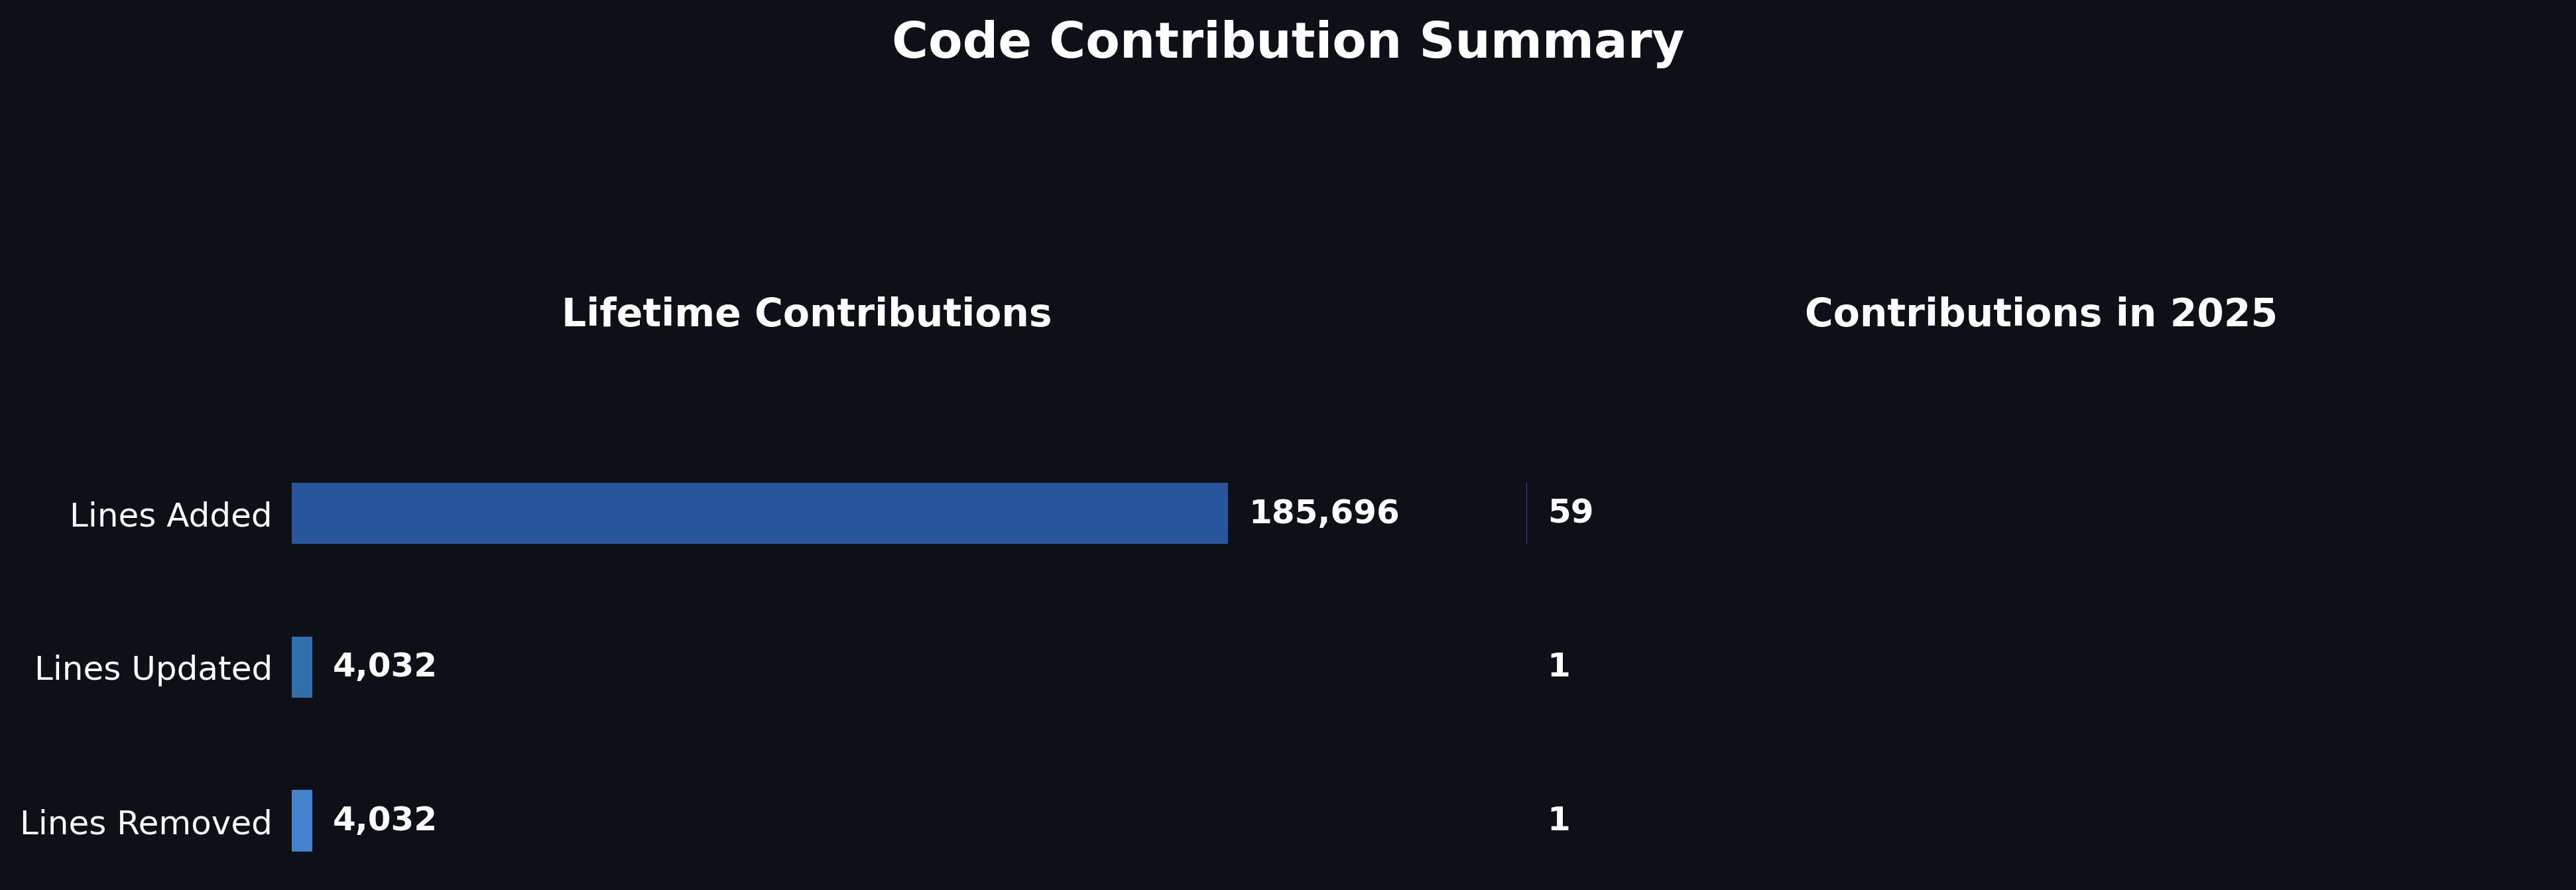 Code Contribution Summary
Lifetime Contributions
Contributions in 2025
Lines Added
185,696
59
Lines Updated
4,032
1
Lines Removed
4,032
1